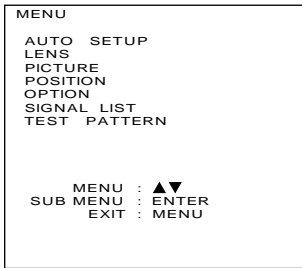 MENU
AUTO SETUP
LENS
PICTURE
POSITION
OPTION
SIGNAL LIST
TEST PATTERN
MENU : ▲▼
SUB MENU : ENTER
EXIT : MENU